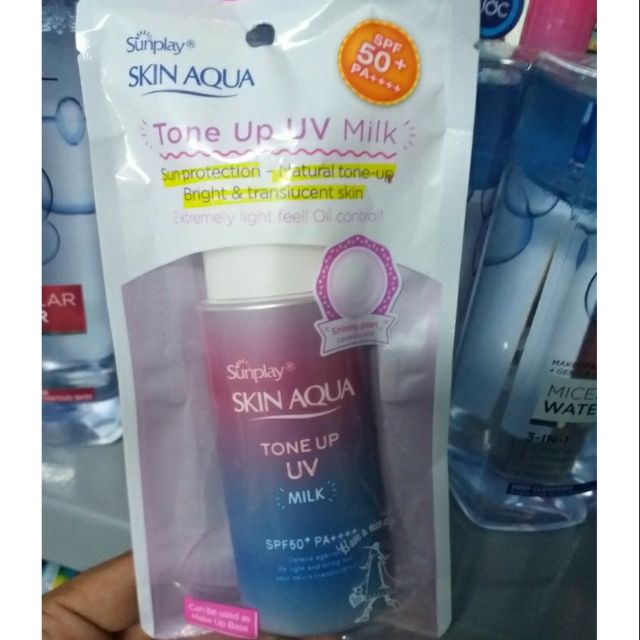 Sunplay®
SKIN AQUA
SPF
50+
PA++++
Tone Up UV Milk
Sun protection - Natural tone-up
Bright & translucent skin
Extremely light feel! Oil control!
Shining pearl
Sunplay®
SKIN AQUA
TONE UP
UV
MILK
SPF50+ PA++++
Can be used as
Make Up Base
LAR
R
MICE
WATE
3-IN-1